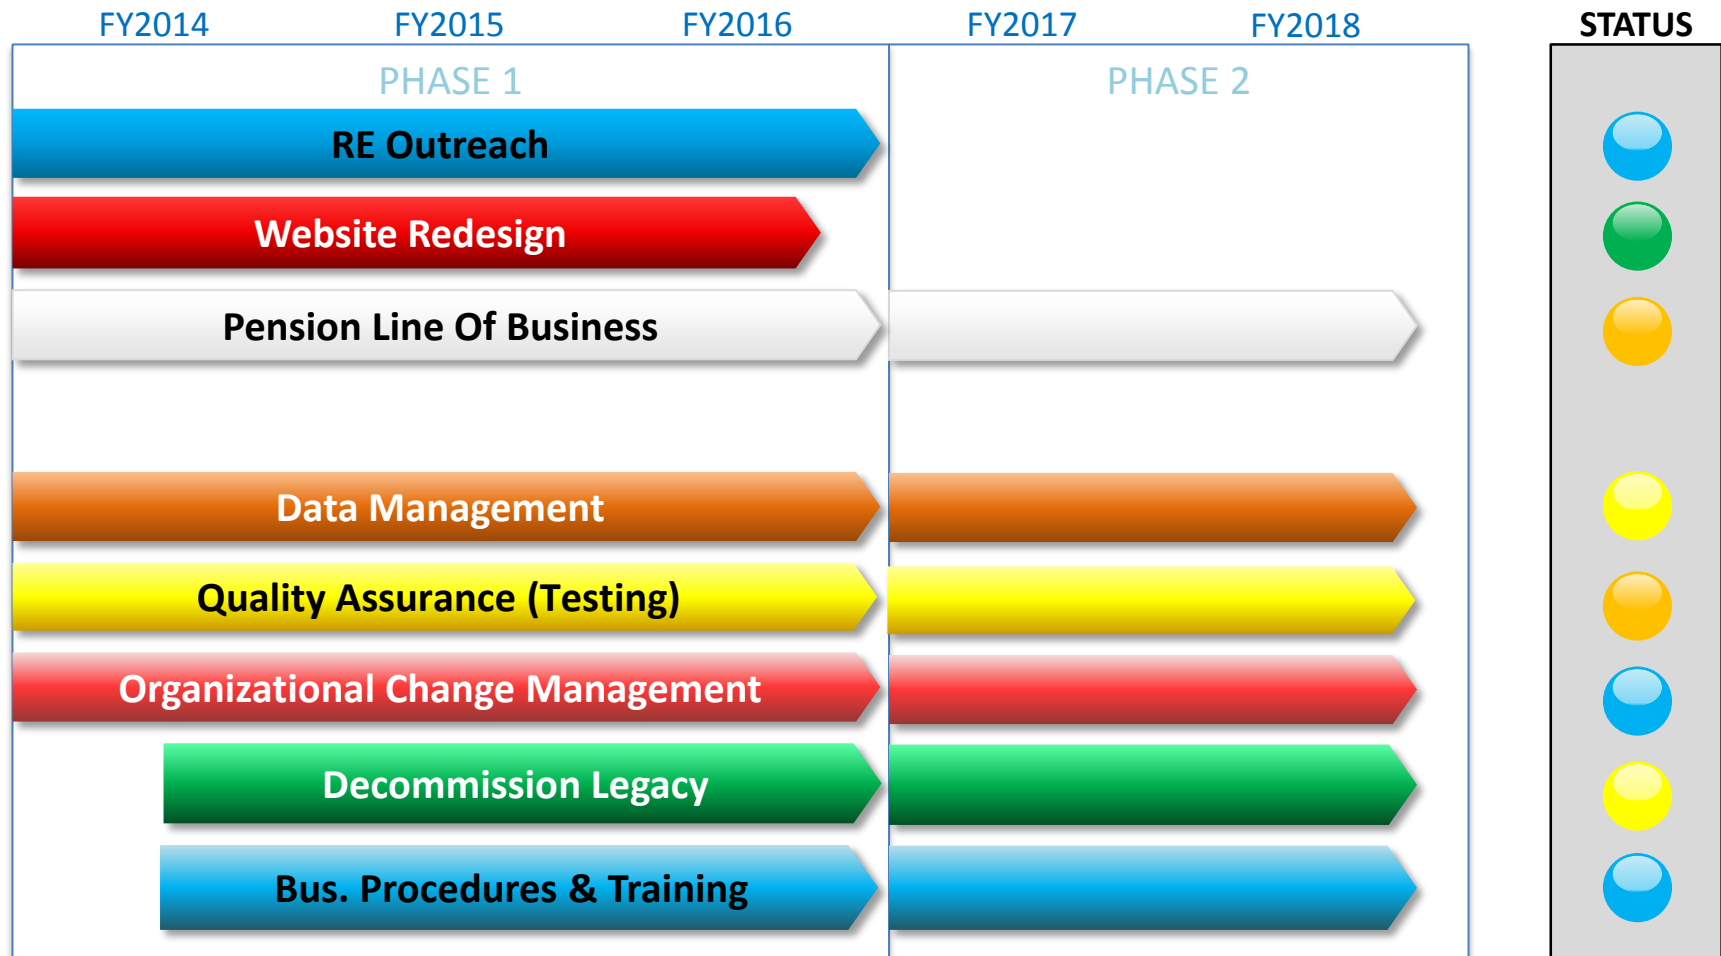 FY2014 FY2015 FY2016 FY2017 FY2018 STATUS
PHASE 1 PHASE 2
RE Outreach
Website Redesign
Pension Line Of Business
Data Management
Quality Assurance (Testing)
Organizational Change Management
Decommission Legacy
Bus. Procedures & Training